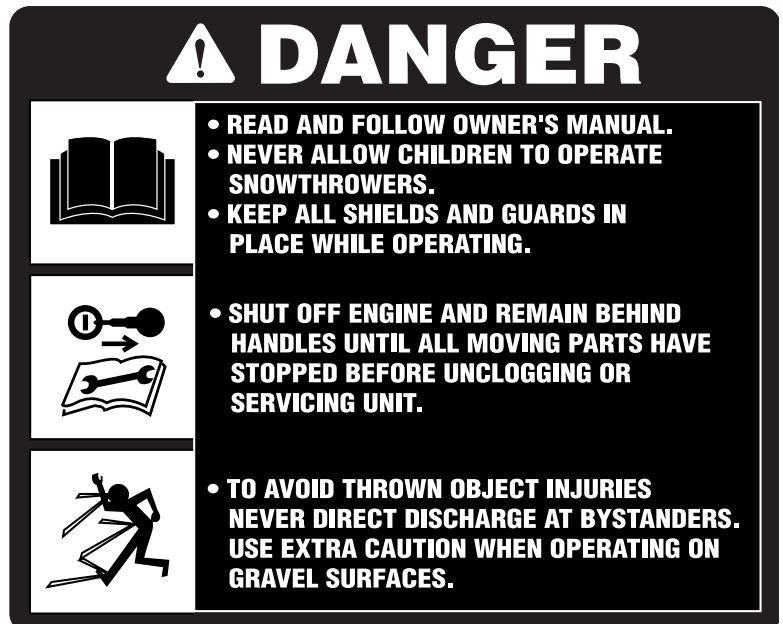 DANGER
• READ AND FOLLOW OWNER'S MANUAL.
• NEVER ALLOW CHILDREN TO OPERATE
SNOWTHROWERS.
• KEEP ALL SHIELDS AND GUARDS IN
PLACE WHILE OPERATING.
• SHUT OFF ENGINE AND REMAIN BEHIND
HANDLES UNTIL ALL MOVING PARTS HAVE
STOPPED BEFORE UNCLOGGING OR
SERVICING UNIT.
• TO AVOID THROWN OBJECT INJURIES
NEVER DIRECT DISCHARGE AT BYSTANDERS.
USE EXTRA CAUTION WHEN OPERATING ON
GRAVEL SURFACES.